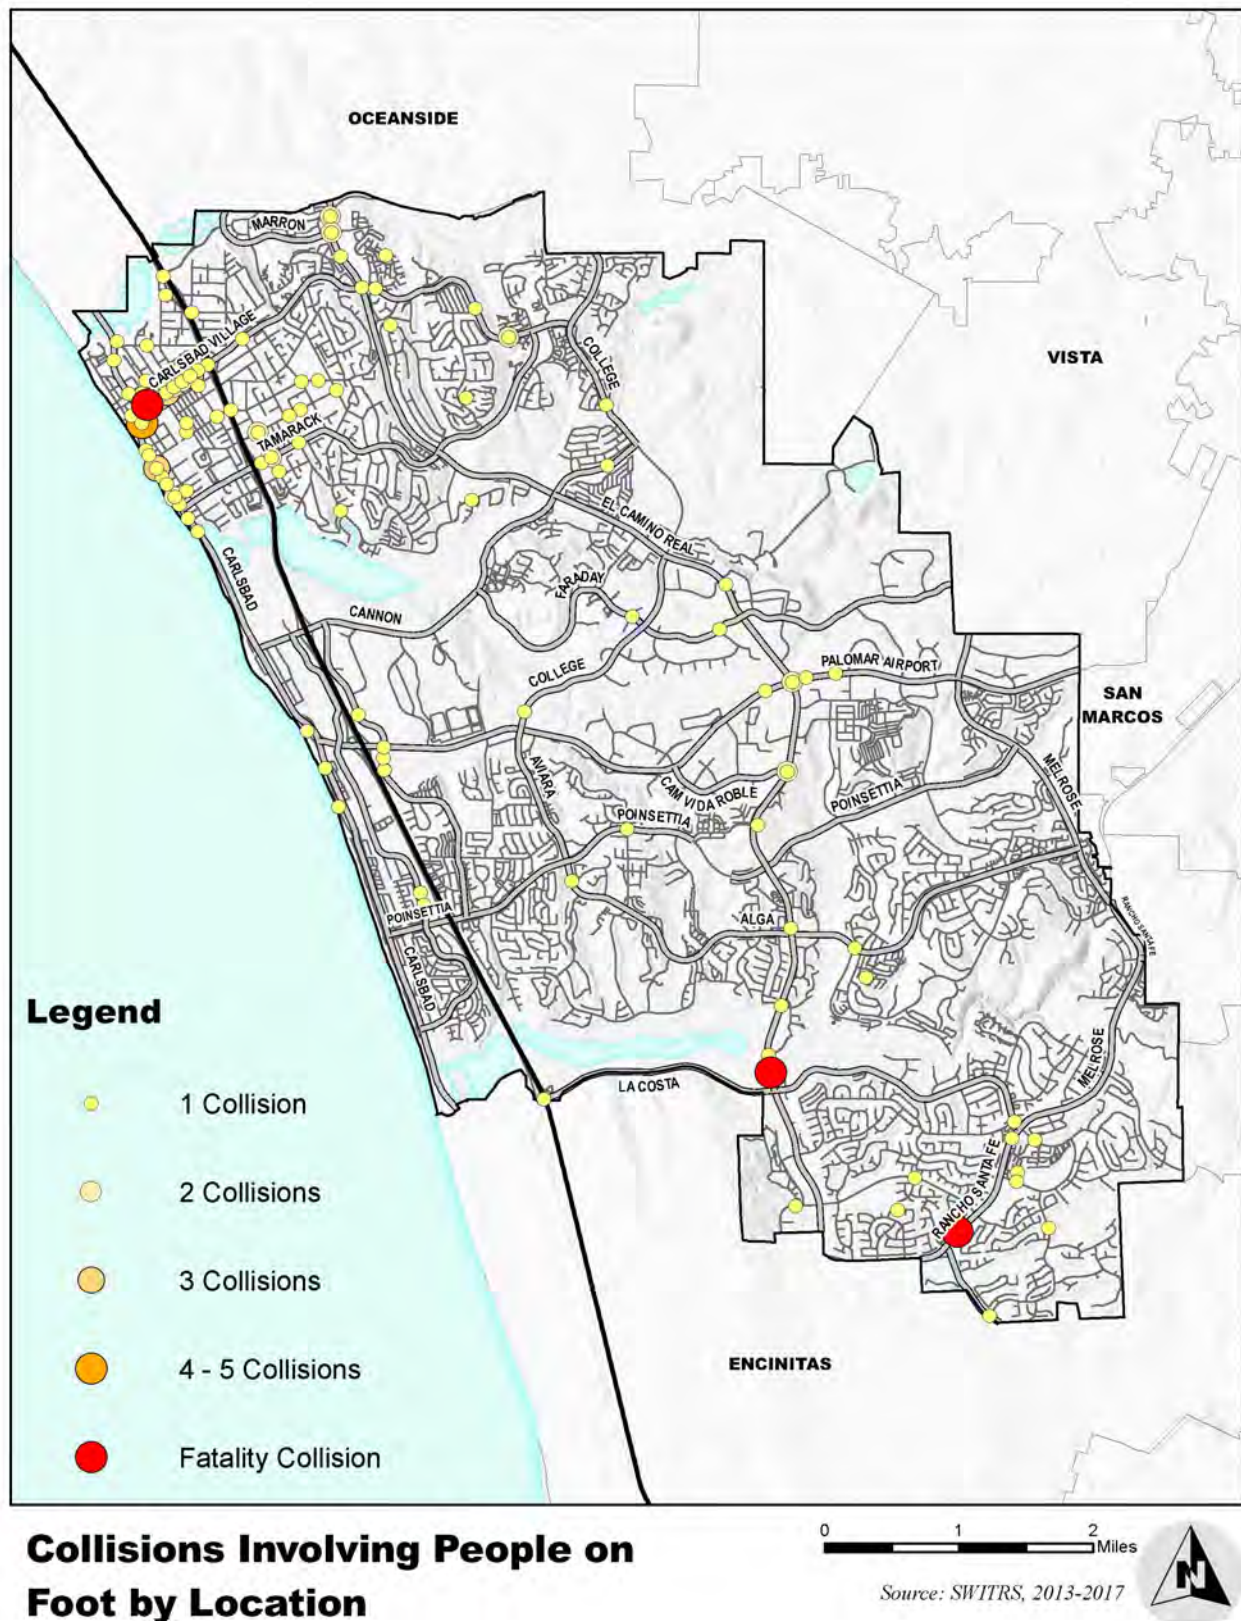 OCEANSIDE
MARRON
CARLSBAD VILLAGE
COLLEGE
VISTA
TAMARACK
EL CAMINO REAL
CARLSBAD
FARADAY
CANNON
COLLEGE
PALOMAR AIRPORT
SAN
MARCOS
AVIARA
CAM VIDA ROBLE
MELROSE
POINSETTIA
POINSETTIA
POINSETTIA
ALGA
RANCHO SANTA FE
CARLSBAD
Legend
MELROSE
LA COSTA
1 Collision
RANCHO SANTA FE
2 Collisions
3 Collisions
ENCINITAS
4 - 5 Collisions
Fatality Collision
Collisions Involving People on
Foot by Location
0 1 2
Miles
Source: SWITRS, 2013-2017
N